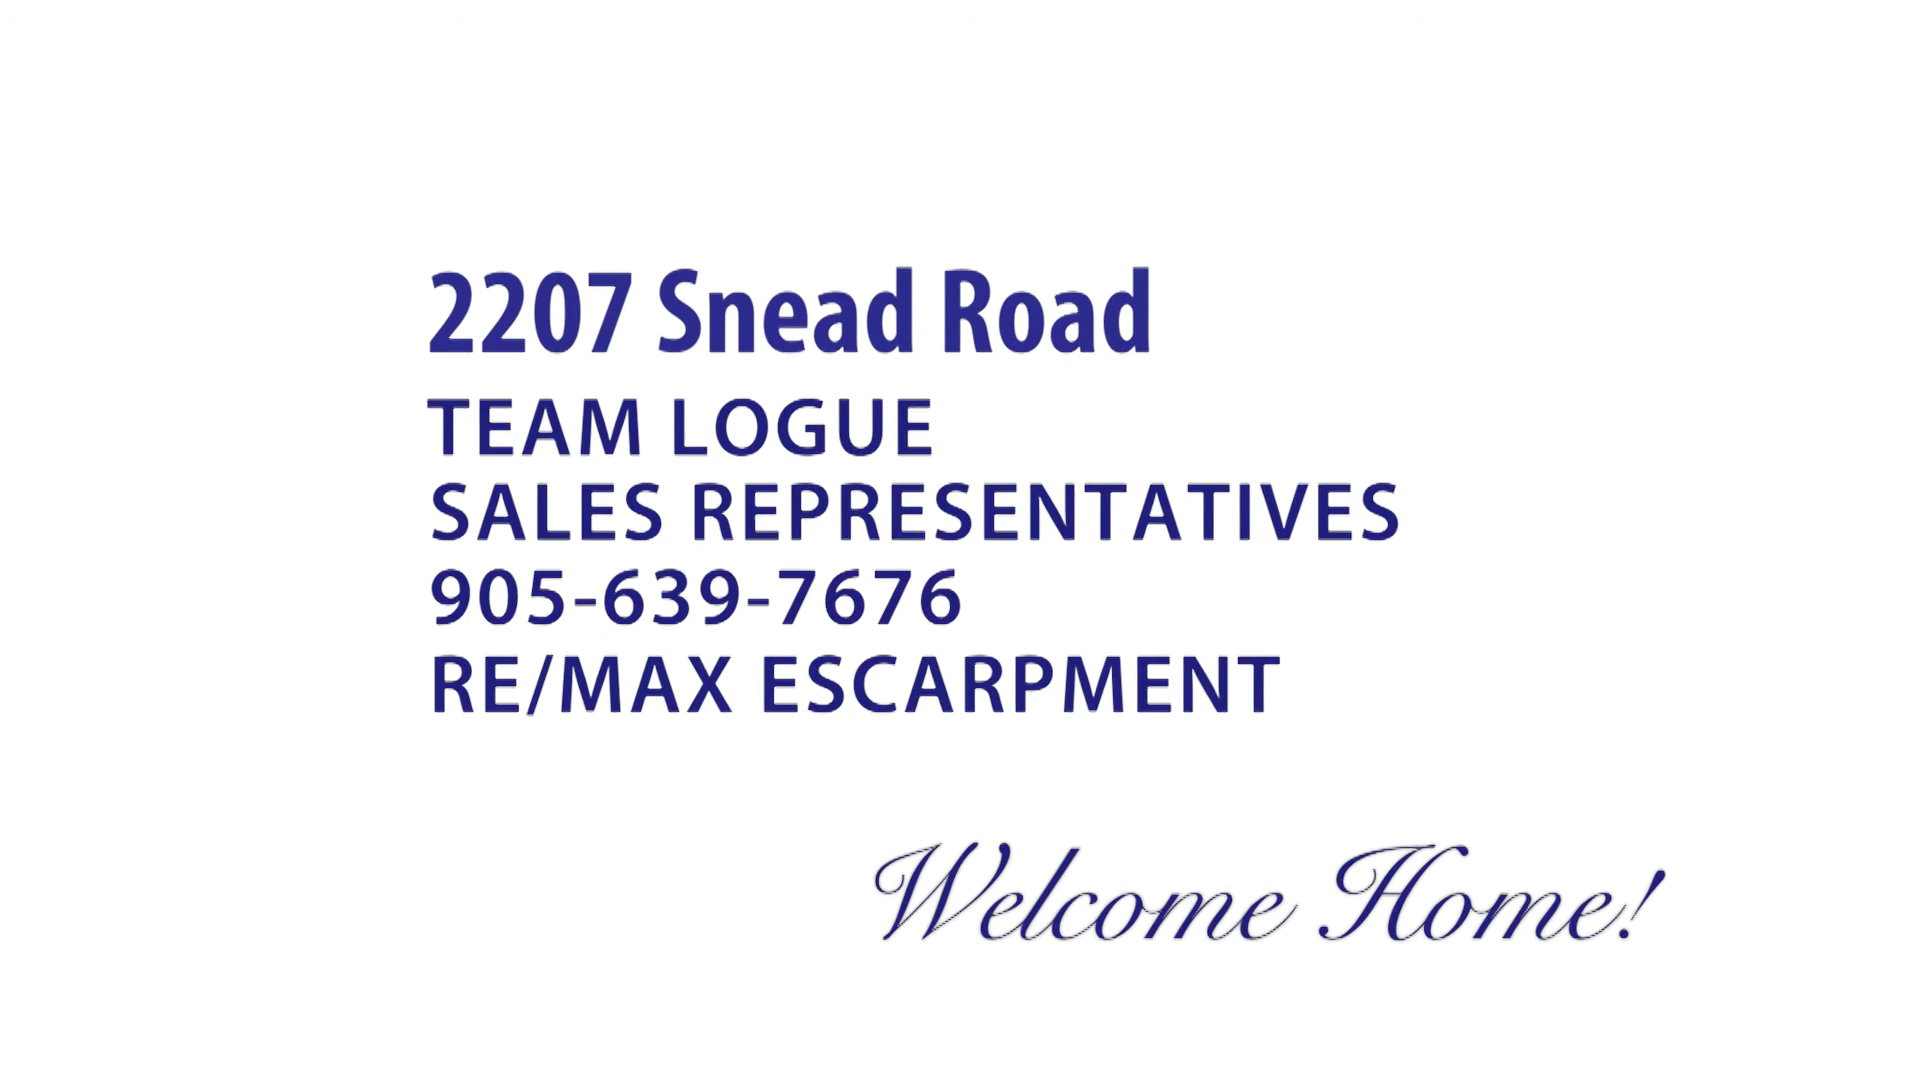 2207 Snead Road
TEAM LOGUE
SALES REPRESENTATIVES
905-639-7676
RE/MAX ESCARPMENT
Welcome Home!